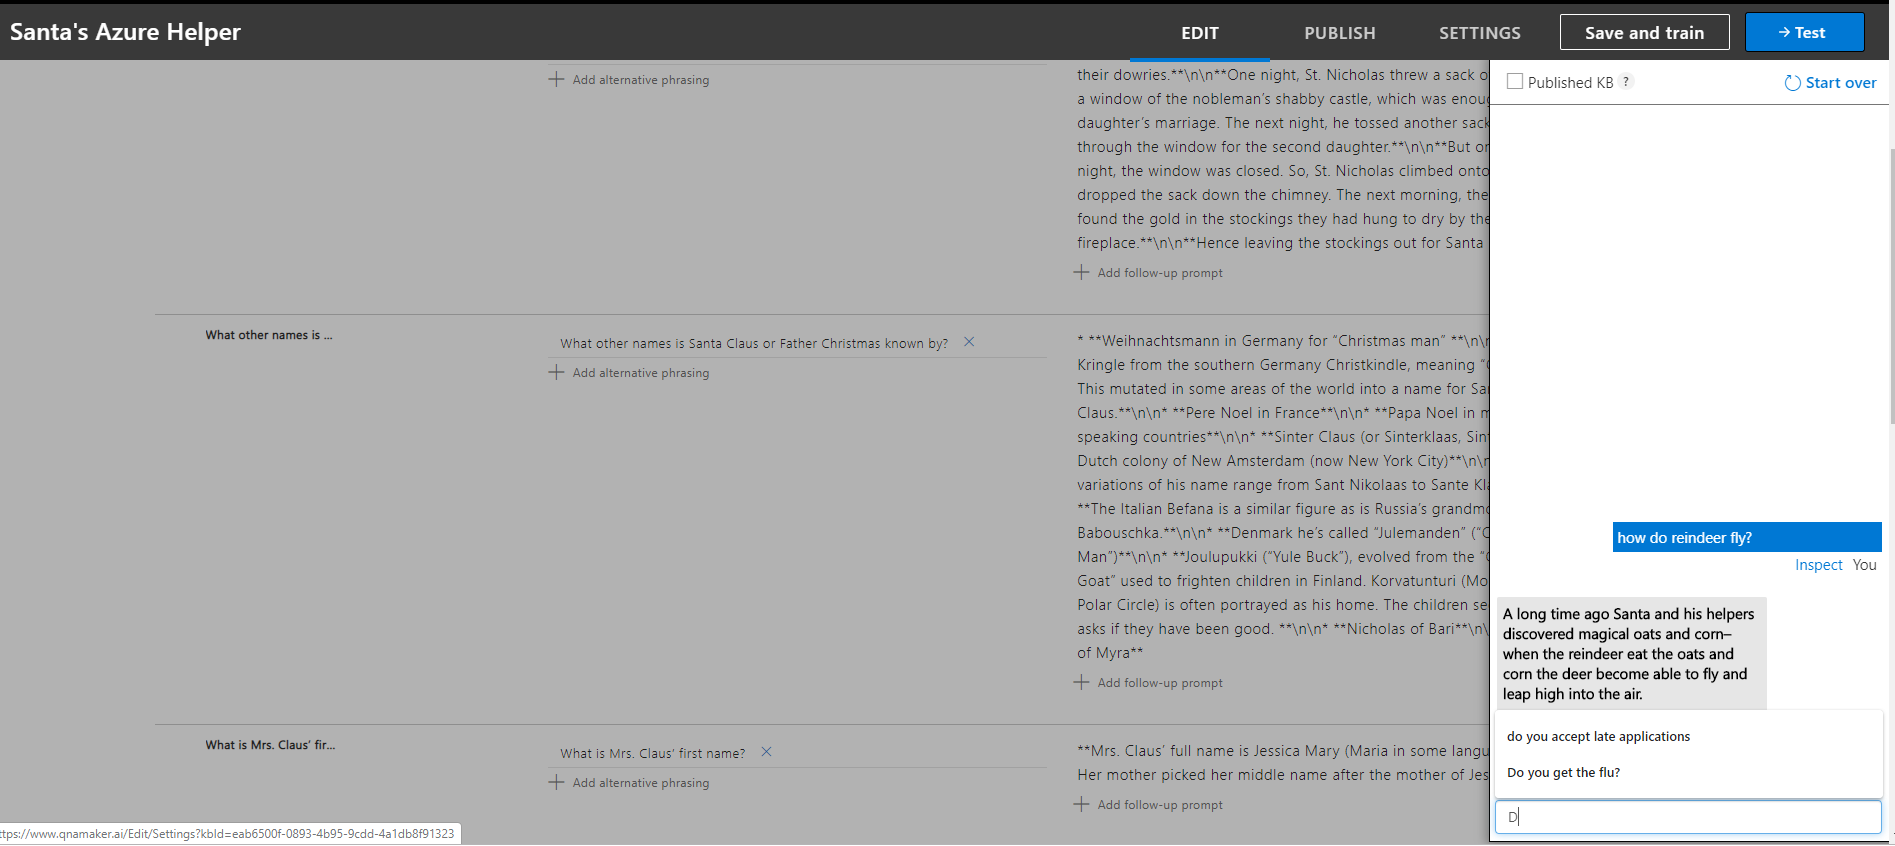 Santa's Azure Helper
EDIT
PUBLISH
SETTINGS
Save and train
→ Test
Add alternative phrasing
their dowries.**\n\n**One night, St. Nicholas threw a sack o
a window of the nobleman's shabby castle, which was enoug
daughter's marriage. The next night, he tossed another sack
through the window for the second daughter.**\n\n**But on
night, the window was closed. So, St. Nicholas climbed onto
dropped the sack down the chimney. The next morning, the
found the gold in the stockings they had hung to dry by the
fireplace.**\n\n**Hence leaving the stockings out for Santa
Add follow-up prompt
What other names is ...
What other names is Santa Claus or Father Christmas known by?
Add alternative phrasing
* **Weihnachtsmann in Germany for “Christmas man” **\n\n
Kringle from the southern Germany Christkindle, meaning “C
This mutated in some areas of the world into a name for Sa
Claus.**\n\n* **Pere Noel in France**\n\n* **Papa Noel in m
speaking countries**\n\n* **Sinter Claus (or Sinterklaas, Sin
Dutch colony of New Amsterdam (now New York City)**\n\n
variations of his name range from Sant Nikolaas to Sante Kla
**The Italian Befana is a similar figure as is Russia’s grandmo
Babouschka.**\n\n* **Denmark he’s called “Julemanden” (“C
Man”)**\n\n* **Joulupukki (“Yule Buck”), evolved from the “
Goat” used to frighten children in Finland. Korvatunturi (Mo
Polar Circle) is often portrayed as his home. The children se
asks if they have been good. **\n\n* **Nicholas of Bari**\n\
of Myra**
Add follow-up prompt
What is Mrs. Claus’ fir...
What is Mrs. Claus’ first name?
Add alternative phrasing
**Mrs. Claus’ full name is Jessica Mary (Maria in some langu
Her mother picked her middle name after the mother of Jes
Add follow-up prompt
ttps://www.qnamaker.ai/Edit/Settings?kbId=eab6500f-0893-4b95-9cdd-4a1db8f91323
Published KB ?
Start over
how do reindeer fly?
Inspect You
A long time ago Santa and his helpers
discovered magical oats and corn–
when the reindeer eat the oats and
corn the deer become able to fly and
leap high into the air.
do you accept late applications
Do you get the flu?
D